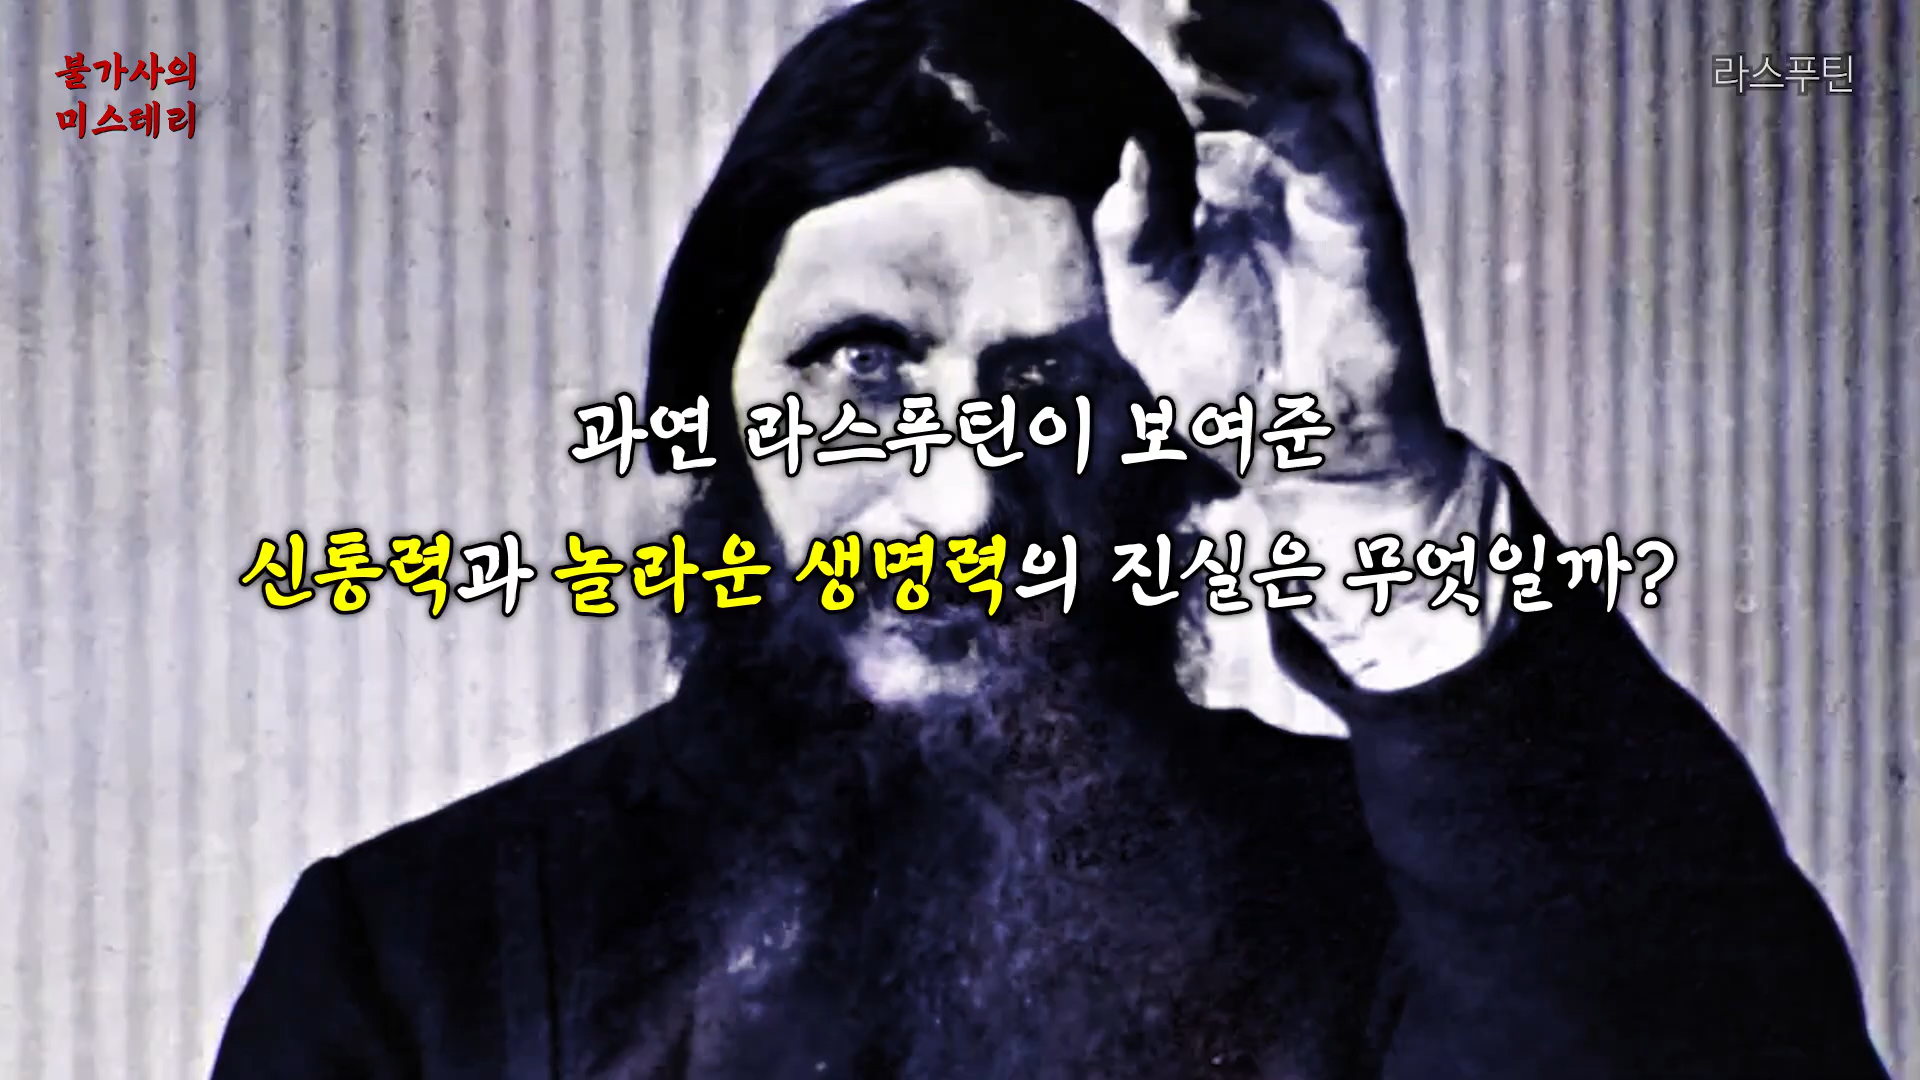 불가사의
미스테리
라스푸틴
과연 라스푸틴이 보여준
신통력과 놀라운 생명력의 진실은 무엇일까?